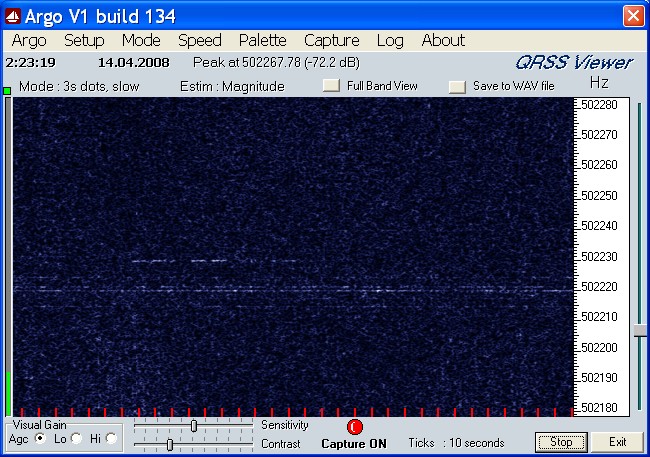 Argo V1 build 134
Argo Setup Mode Speed Palette Capture Log About
2:23:19 14.04.2008 Peak at 502267.78 (-72.2 dB) QRSS Viewer
Mode : 3s dots, slow Estim : Magnitude Full Band View Save to WAV file Hz
502280
502270
502260
502250
502240
502230
502220
502210
502200
502190
502180
Visual Gain Sensitivity
Agc Lo Hi Contrast Capture ON Ticks : 10 seconds Stop Exit